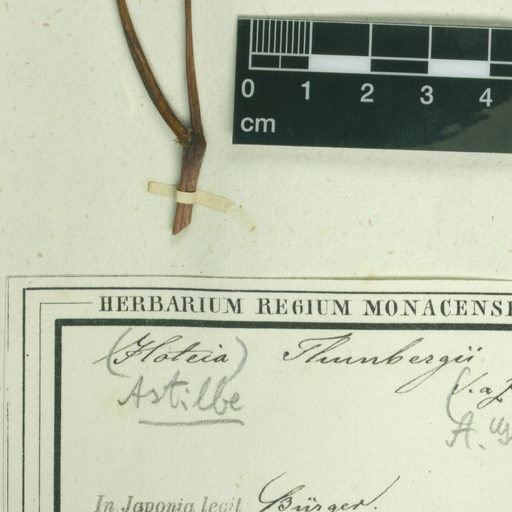 0 1 2 3 4
cm
HERBARIUM REGIUM MONACENSE
(Hoteia) Thunbergii
Astilbe
A.
In Japonia legit Bürger.